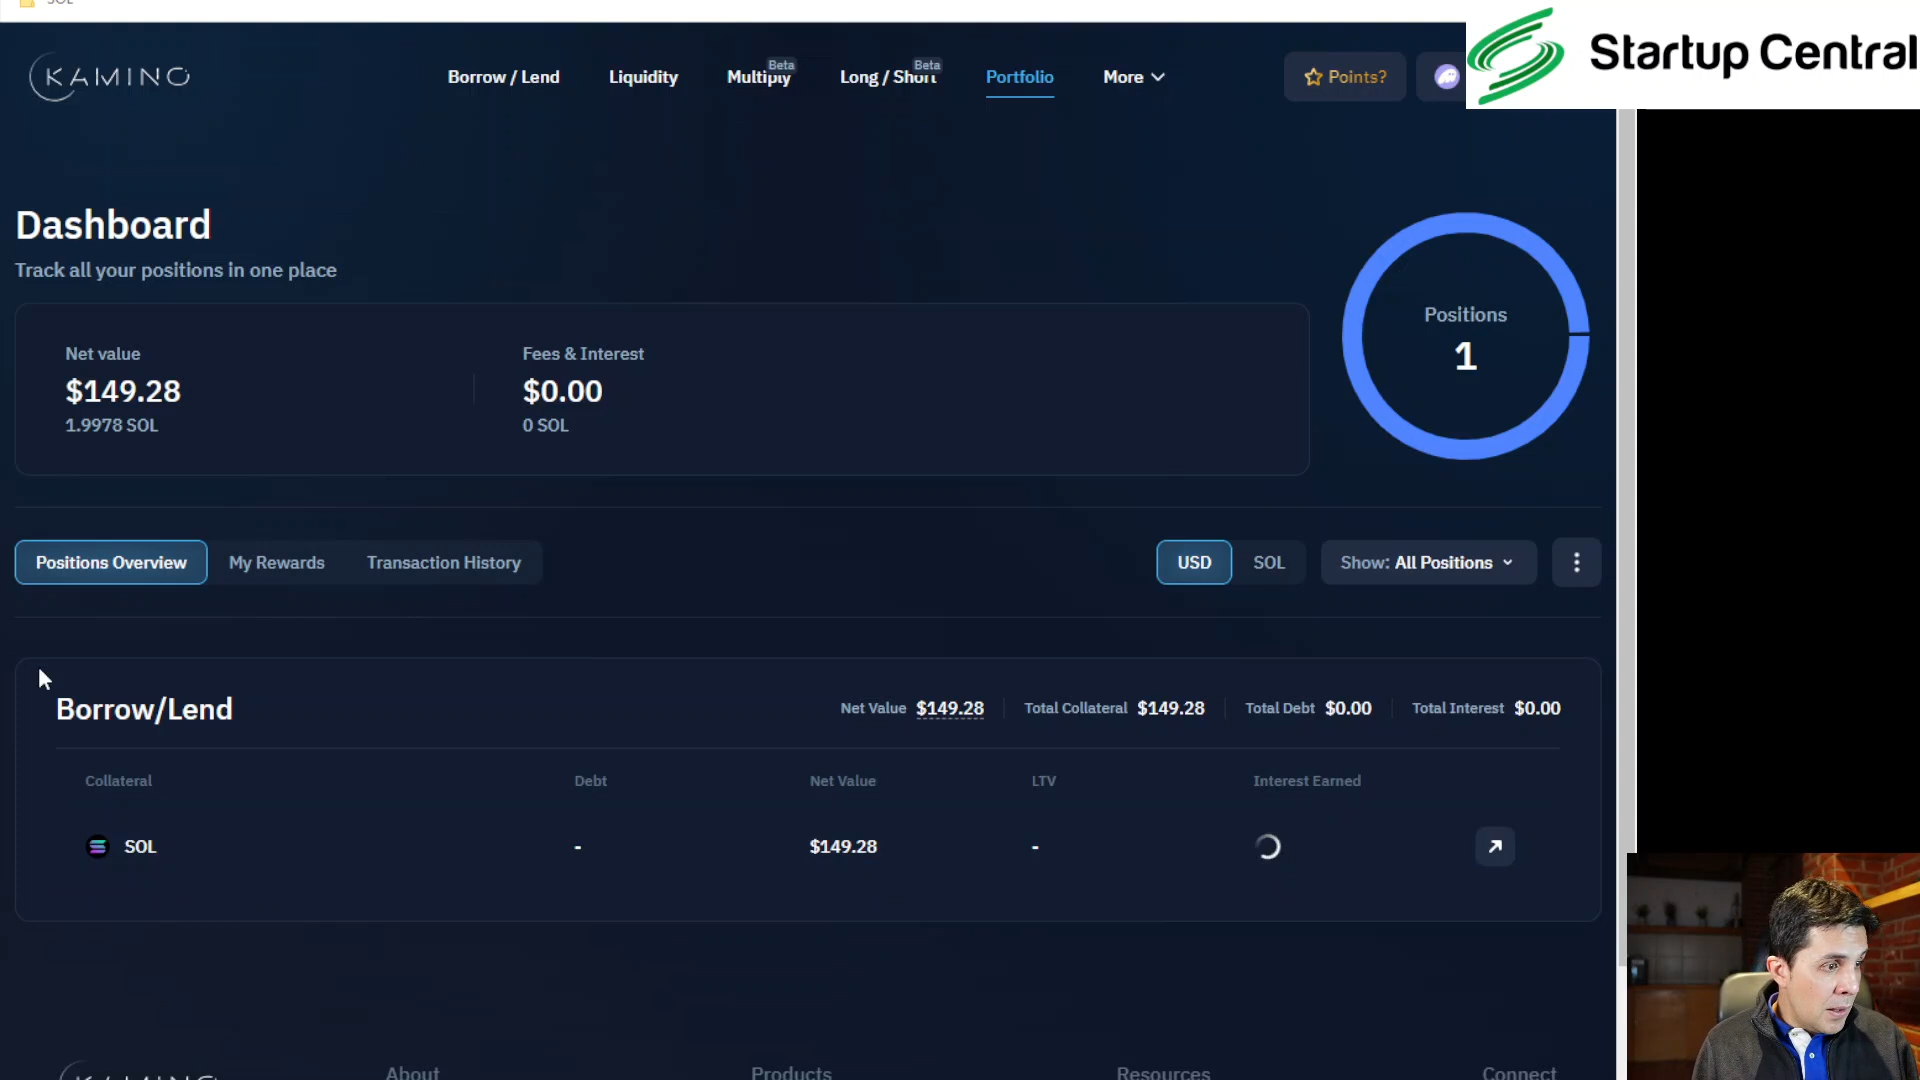 SOL
KAMINO
Borrow / Lend
Liquidity
Multiply
Beta
Long / Short
Beta
Portfolio
More
Points?
Startup Central
Dashboard
Track all your positions in one place
Net value
$149.28
1.9978 SOL
Fees & Interest
$0.00
0 SOL
Positions
1
Positions Overview
My Rewards
Transaction History
USD
SOL
Show: All Positions
Borrow/Lend
Net Value $149.28
Total Collateral $149.28
Total Debt $0.00
Total Interest $0.00
Collateral
Debt
Net Value
LTV
Interest Earned
SOL
-
$149.28
-
KAMINO
About
Products
Resources
Connect